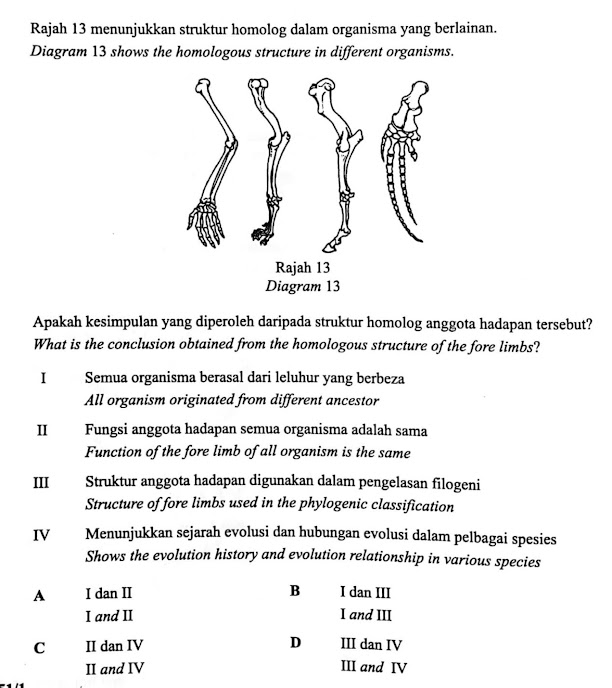 Rajah 13 menunjukkan struktur homolog dalam organisma yang berlainan.
Diagram 13 shows the homologous structure in different organisms.
Rajah 13
Diagram 13
Apakah kesimpulan yang diperoleh daripada struktur homolog anggota hadapan tersebut?
What is the conclusion obtained from the homologous structure of the fore limbs?
I Semua organisma berasal dari leluhur yang berbeza
All organism originated from different ancestor
II Fungsi anggota hadapan semua organisma adalah sama
Function of the fore limb of all organism is the same
III Struktur anggota hadapan digunakan dalam pengelasan filogeni
Structure of fore limbs used in the phylogenic classification
IV Menunjukkan sejarah evolusi dan hubungan evolusi dalam pelbagai spesies
Shows the evolution history and evolution relationship in various species
A I dan II B I dan III
I and II I and III
C II dan IV D III dan IV
II and IV III and IV